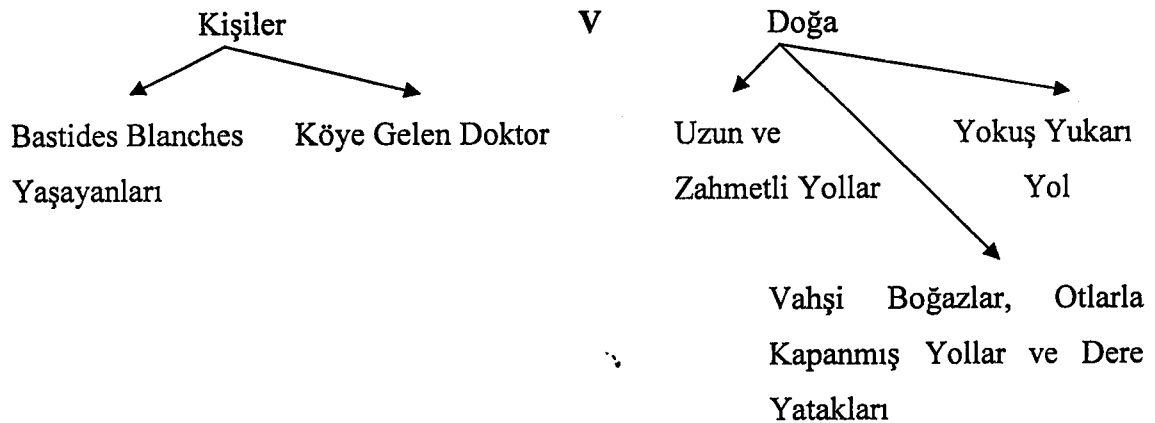 Kişiler V Doğa
Bastides Blanches Köye Gelen Doktor Uzun ve Yokuş Yukarı
Yaşayanları Zahmetli Yollar Yol
Vahşi Boğazlar, Otlarla
Kapanmış Yollar ve Dere
Yatakları